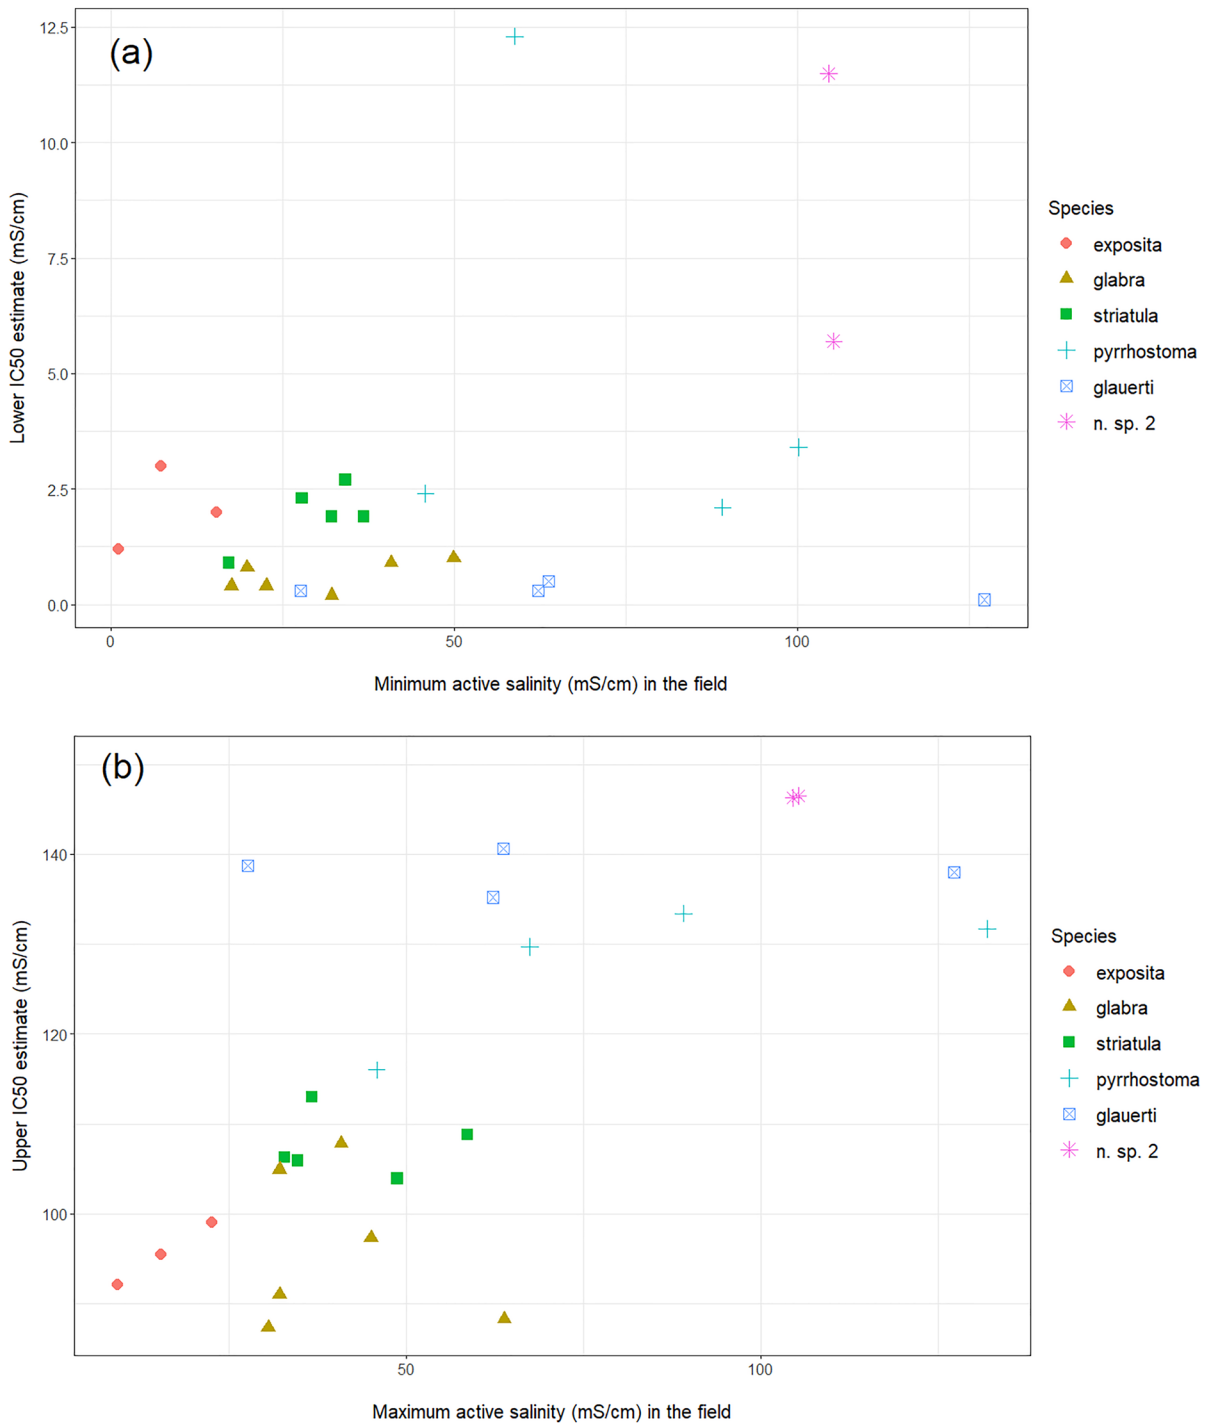 (a)
12.5
10.0
7.5
5.0
2.5
0.0
Lower IC50 estimate (mS/cm)
0 50 100
Minimum active salinity (mS/cm) in the field
Species
exposita
glabra
striatula
pyrrhostoma
glauerti
n. sp. 2
(b)
140
120
100
Upper IC50 estimate (mS/cm)
50 100
Maximum active salinity (mS/cm) in the field
Species
exposita
glabra
striatula
pyrrhostoma
glauerti
n. sp. 2